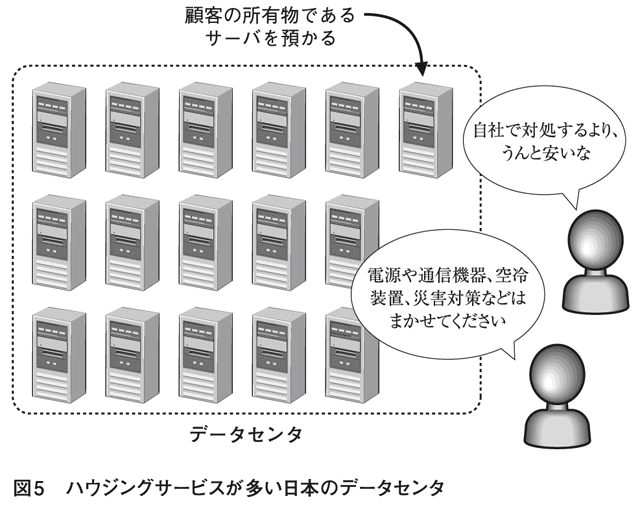 顧客の所有物である
サーバを預かる
自社で対処するより、
うんと安いな
電源や通信機器、空冷
装置、災害対策などは
まかせてください
データセンタ
図5 ハウジングサービスが多い日本のデータセンタ